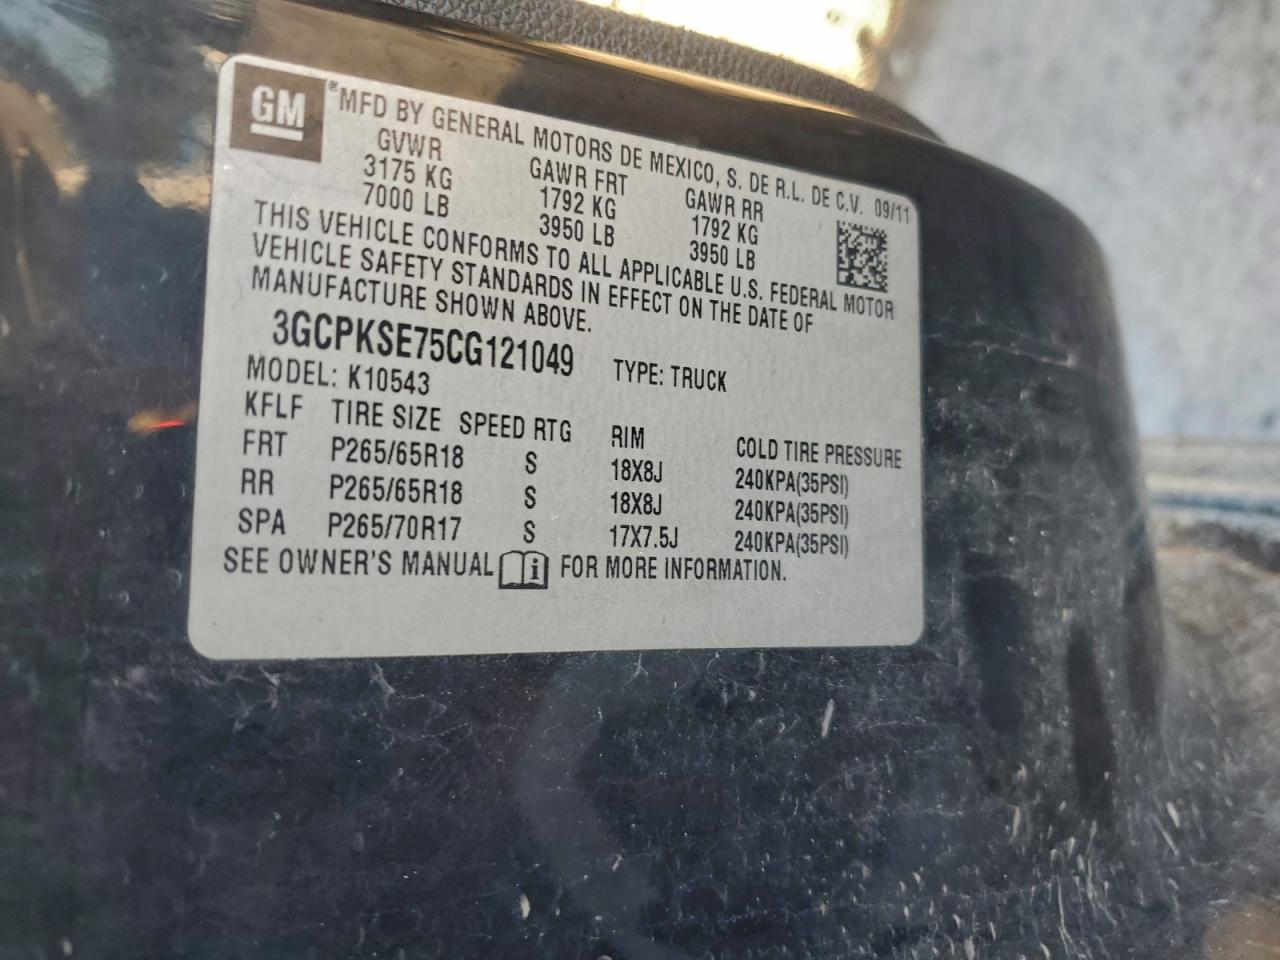 GM
®MFD BY GENERAL MOTORS DE MEXICO, S. DE R.L. DE C.V. 09/11
GVWR GAWR FRT GAWR RR
3175 KG 1792 KG 1792 KG
7000 LB 3950 LB 3950 LB
THIS VEHICLE CONFORMS TO ALL APPLICABLE U.S. FEDERAL MOTOR
VEHICLE SAFETY STANDARDS IN EFFECT ON THE DATE OF
MANUFACTURE SHOWN ABOVE.
3GCPKSE75CG121049 TYPE: TRUCK
MODEL: K10543
KFLF TIRE SIZE SPEED RTG RIM COLD TIRE PRESSURE
FRT P265/65R18 S 18X8J 240KPA(35PSI)
RR P265/65R18 S 18X8J 240KPA(35PSI)
SPA P265/70R17 S 17X7.5J 240KPA(35PSI)
SEE OWNER'S MANUAL i FOR MORE INFORMATION.